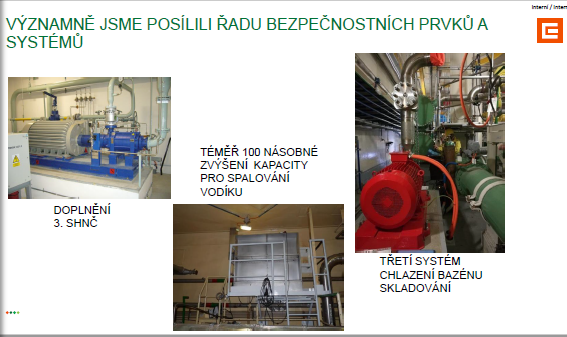 Interní / Inter
VÝZNAMNĚ JSME POSÍLILI ŘADU BEZPEČNOSTNÍCH PRVKŮ A
SYSTÉMŮ
TÉMĚŘ 100 NÁSOBNÉ
ZVÝŠENÍ KAPACITY
PRO SPALOVÁNÍ
VODÍKU
DOPLNĚNÍ
3. SHNČ
TŘETÍ SYSTÉM
CHLAZENÍ BAZÉNU
SKLADOVÁNÍ